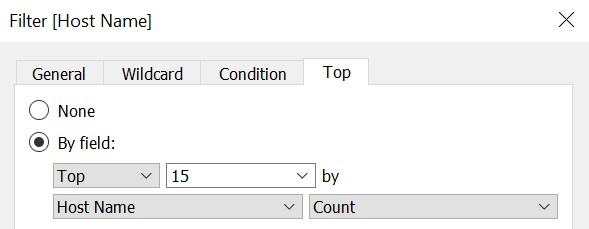 Filter [Host Name]
General Wildcard Condition Top
None
By field:
Top 15 by
Host Name Count